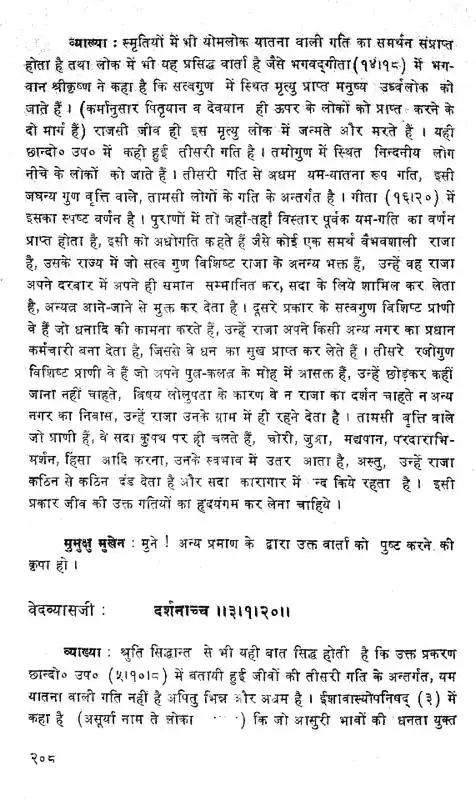 व्याख्या : स्मृतियों में भी योमलोक यातना वाली गति का समर्थन संप्राप्त
होता है तथा लोक में भी यह प्रसिद्ध वार्ता है जैसे भगवद्गीता (१४।१८) में भग-
वान श्रीकृष्ण ने कहा है कि सत्वगुण में स्थित मृत्यु प्राप्त मनुष्य उर्ध्वलोक को
जाते हैं । (कर्मानुसार पितृयान व देवयान ही ऊपर के लोकों को प्राप्त करने के
दो मार्ग हैं) राजसी जीव ही इस मृत्यु लोक में जन्मते और मरते हैं । यही
छान्दो० उप० में कही हुई तीसरी गति है । तमोगुण में स्थित निन्दनीय लोग
नीचे के लोकों को जाते हैं । तीसरी गति से अधम यम-यातना रूप गति, इसी
जघन्य गुण वृत्ति वाले, तामसी लोगों के गति के अन्तर्गत है । गीता (१६।२०) में
इसका स्पष्ट वर्णन है । पुराणों में तो जहाँ-तहाँ विस्तार पूर्वक यम-गति का वर्णन
प्राप्त होता है, इसी को अधोगति कहते हैं जैसे कोई एक समर्थ वैभवशाली राजा
है, उसके राज्य में जो सत्व गुण विशिष्ट राजा के अनन्य भक्त हैं, उन्हें वह राजा
अपने दरबार में अपने ही समान सम्मानित कर, सदा के लिये शामिल कर लेता
है, अन्यत्र आने-जाने से मुक्त कर देता है । दूसरे प्रकार के सत्वगुण विशिष्ट प्राणी
वे हैं जो धनादि की कामना करते हैं, उन्हें राजा अपने किसी अन्य नगर का प्रधान
कर्मचारी बना देता है, जिससे वे धन का सुख प्राप्त कर लेते हैं । तीसरे रजोगुण
विशिष्ट प्राणी वे हैं जो अपने पुत्र-कलत्र के मोह में आसक्त हैं, उन्हें छोड़कर कहीं
जाना नहीं चाहते, विषय लोलुपता के कारण वे न राजा का दर्शन चाहते न अन्य
नगर का निवास, उन्हें राजा उनके ग्राम में ही रहने देता है । तामसी वृत्ति वाले
जो प्राणी हैं, वे सदा कुपथ पर ही चलते हैं, चोरी, जुआ, मद्यपान, परदाराभि-
मर्शन, हिंसा आदि करना, उनके स्वभाव में उतर आता है, अस्तु, उन्हें राजा
कठिन से कठिन दंड देता है और सदा कारागार में न्द किये रहता है । इसी
प्रकार जीव की उक्त गतियों का हृदयंगम कर लेना चाहिये ।
मुमुक्षु मुखेन : मुने ! अन्य प्रमाण के द्वारा उक्त वार्ता को पुष्ट करने की
कृपा हो ।
वेदव्यासजी : दर्शनाच्च ॥३।१।२०॥
व्याख्या : श्रुति सिद्धान्त से भी यही बात सिद्ध होती है कि उक्त प्रकरण
छान्दो० उप० (५।१०।८) में बतायी हुई जीवों की तीसरी गति के अन्तर्गत, यम
यातना वाली गति नहीं है अपितु भिन्न और अधम है । ईशावास्योपनिषद् (३) में
कहा है (असूर्या नाम ते लोका ) कि जो आसुरी भावों की धनता युक्त
२०८